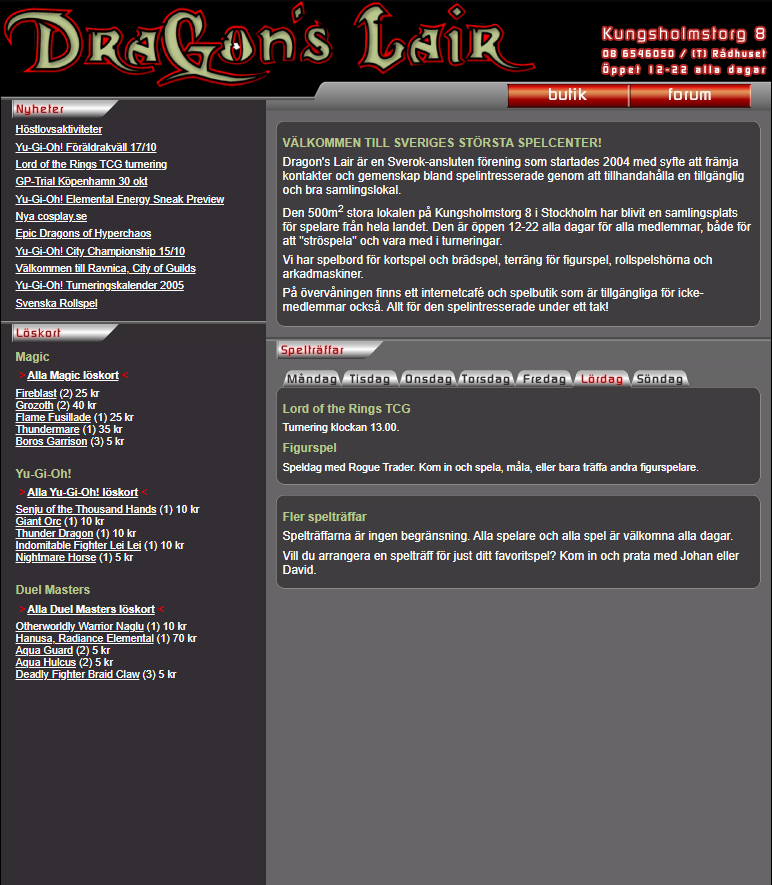 Dragon's Lair
Kungsholmstorg 8
08 6546050 / (T) Rådhuset
Öppet 12-22 alla dagar
butik
forum
Nyheter
Höstlovsaktiviteter
Yu-Gi-Oh! Föräldrakväll 17/10
Lord of the Rings TCG turnering
GP-Trial Köpenhamn 30 okt
Yu-Gi-Oh! Elemental Energy Sneak Preview
Nya cosplay.se
Epic Dragons of Hyperchaos
Yu-Gi-Oh! City Championship 15/10
Välkommen till Ravnica, City of Guilds
Yu-Gi-Oh! Turneringskalender 2005
Svenska Rollspel
Löskort
Magic
> Alla Magic löskort <
Fireblast (2) 25 kr
Grozoth (2) 40 kr
Flame Fusillade (1) 25 kr
Thundermare (1) 35 kr
Boros Garrison (3) 5 kr
Yu-Gi-Oh!
> Alla Yu-Gi-Oh! löskort <
Senju of the Thousand Hands (1) 10 kr
Giant Orc (1) 10 kr
Thunder Dragon (1) 10 kr
Indomitable Fighter Lei Lei (1) 10 kr
Nightmare Horse (1) 5 kr
Duel Masters
> Alla Duel Masters löskort <
Otherworldly Warrior Naglu (1) 10 kr
Hanusa, Radiance Elemental (1) 70 kr
Aqua Guard (2) 5 kr
Aqua Hulcus (2) 5 kr
Deadly Fighter Braid Claw (3) 5 kr
VÄLKOMMEN TILL SVERIGES STÖRSTA SPELCENTER!
Dragon's Lair är en Sverok-ansluten förening som startades 2004 med syfte att främja
kontakter och gemenskap bland spelintresserade genom att tillhandahålla en tillgänglig
och bra samlingslokal.
Den 500m2 stora lokalen på Kungsholmstorg 8 i Stockholm har blivit en samlingsplats
för spelare från hela landet. Den är öppen 12-22 alla dagar för alla medlemmar, både för
att "ströspela" och vara med i turneringar.
Vi har spelbord för kortspel och brädspel, terräng för figurspel, rollspelshörna och
arkadmaskiner.
På övervåningen finns ett internetcafé och spelbutik som är tillgängliga för icke-
medlemmar också. Allt för den spelintresserade under ett tak!
Spelträffar
Måndag Tisdag Onsdag Torsdag Fredag Lördag Söndag
Lord of the Rings TCG
Turnering klockan 13.00.
Figurspel
Speldag med Rogue Trader. Kom in och spela, måla, eller bara träffa andra figurspelare.
Fler spelträffar
Spelträffarna är ingen begränsning. Alla spelare och alla spel är välkomna alla dagar.
Vill du arrangera en spelträff för just ditt favoritspel? Kom in och prata med Johan eller
David.